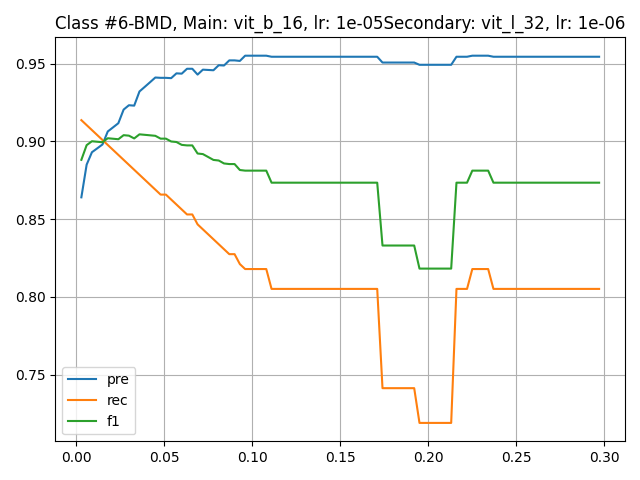 Class #6-BMD, Main: vit_b_16, lr: 1e-05Secondary: vit_l_32, lr: 1e-06
0.95
0.90
0.85
0.80
0.75
pre
rec
f1
0.00 0.05 0.10 0.15 0.20 0.25 0.30